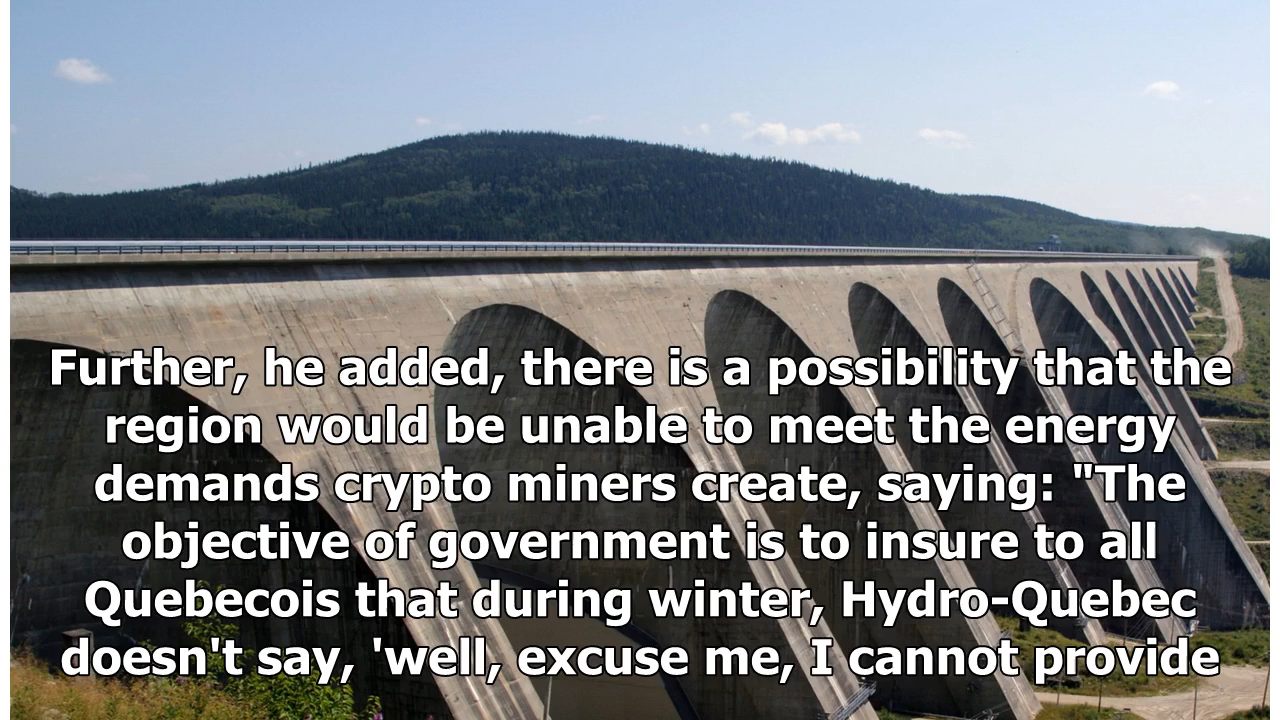 Further, he added, there is a possibility that the
region would be unable to meet the energy
demands crypto miners create, saying: "The
objective of government is to insure to all
Quebecois that during winter, Hydro-Quebec
doesn't say, 'well, excuse me, I cannot provide